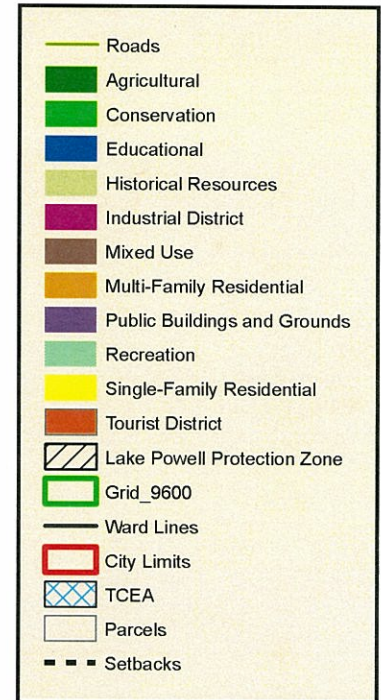 Roads
Agricultural
Conservation
Educational
Historical Resources
Industrial District
Mixed Use
Multi-Family Residential
Public Buildings and Grounds
Recreation
Single-Family Residential
Tourist District
Lake Powell Protection Zone
Grid_9600
Ward Lines
City Limits
TCEA
Parcels
Setbacks